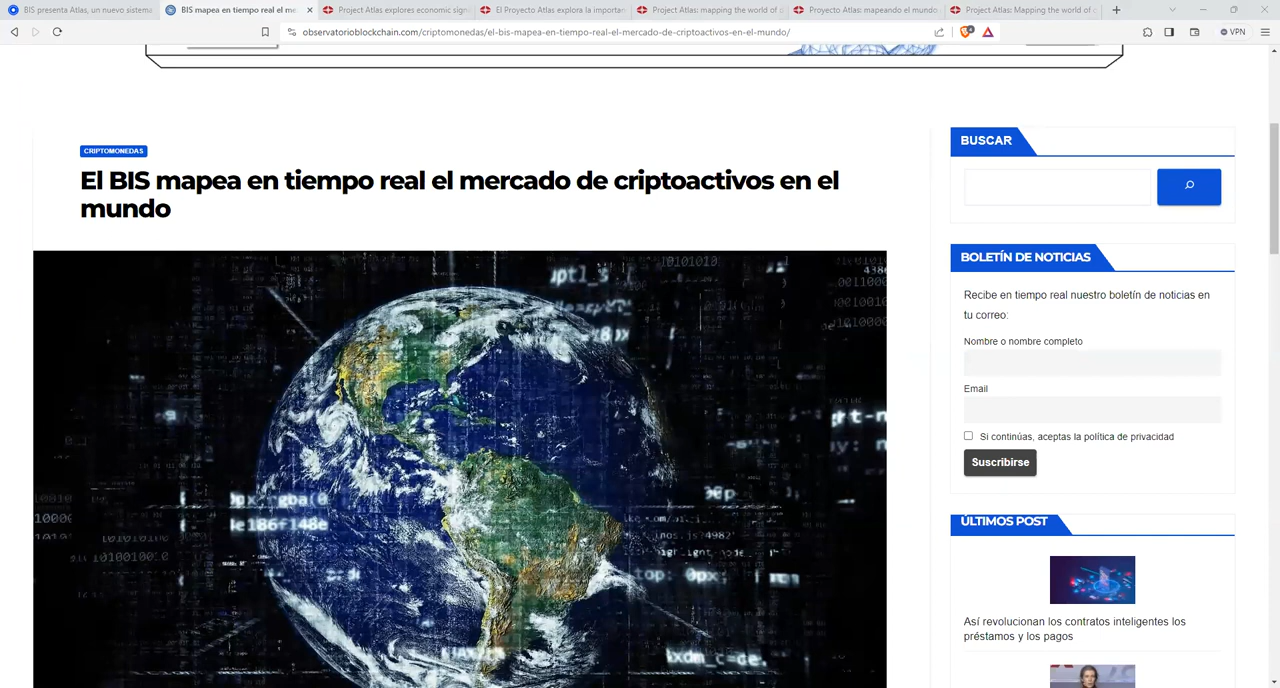 BIS presenta Atlas, un nuevo sistema
BIS mapea en tiempo real el me
Project Atlas explores economic sign
El Proyecto Atlas explora la importan
Project Atlas: mapping the world of
Proyecto Atlas: mapeando el mundo
Project Atlas: Mapping the world of
observatorioblockchain.com/criptomonedas/el-bis-mapea-en-tiempo-real-el-mercado-de-criptoactivos-en-el-mundo/
VPN
CRIPTOMONEDAS
El BIS mapea en tiempo real el mercado de criptoactivos en el
mundo
BUSCAR
BOLETÍN DE NOTICIAS
Recibe en tiempo real nuestro boletín de noticias en
tu correo:
Nombre o nombre completo
Email
Si continúas, aceptas la política de privacidad
Suscribirse
ÚLTIMOS POST
Así revolucionan los contratos inteligentes los
préstamos y los pagos